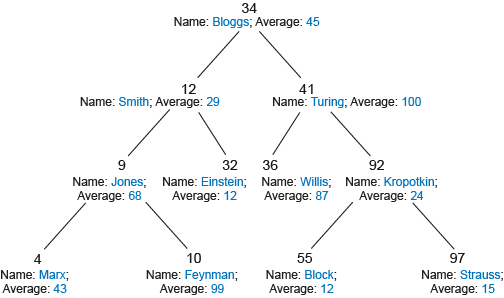 34
Name: Bloggs; Average: 45
12
Name: Smith; Average: 29
41
Name: Turing; Average: 100
9
Name: Jones;
Average: 68
32
Name: Einstein;
Average: 12
36
Name: Willis;
Average: 87
92
Name: Kropotkin;
Average: 24
4
Name: Marx;
Average: 43
10
Name: Feynman;
Average: 99
55
Name: Block;
Average: 12
97
Name: Strauss;
Average: 15